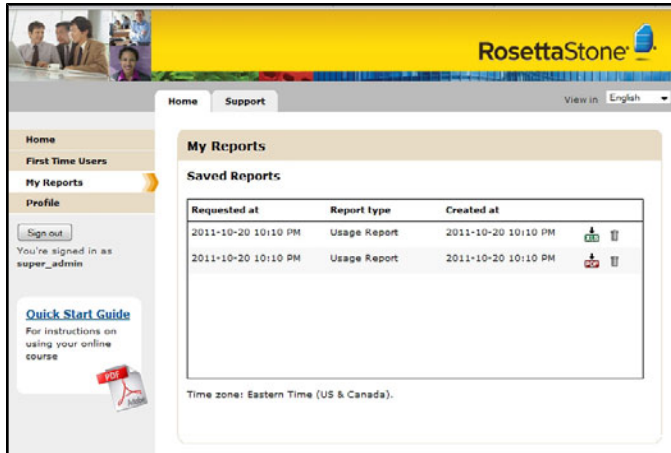 RosettaStone
Home
Support
View in
English
Home
First Time Users
My Reports
Profile
Sign out
You're signed in as
super_admin
Quick Start Guide
For instructions on
using your online
course
PDF
Adobe
My Reports
Saved Reports
Requested at Report type Created at
2011-10-20 10:10 PM Usage Report 2011-10-20 10:10 PM
2011-10-20 10:10 PM Usage Report 2011-10-20 10:10 PM
Time zone: Eastern Time (US & Canada).